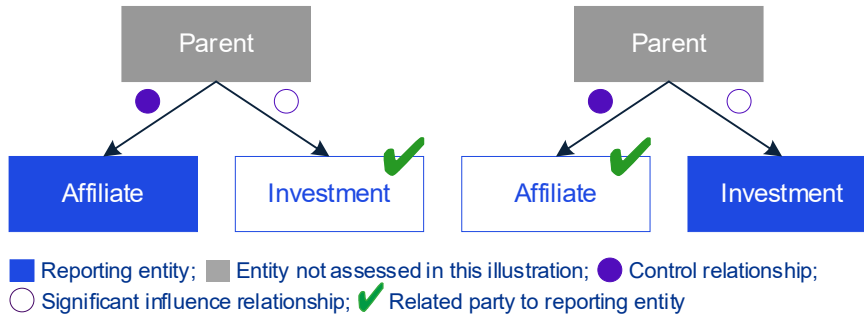 Parent
Parent
Affiliate
Investment
Affiliate
Investment
Reporting entity; Entity not assessed in this illustration; Control relationship;
Significant influence relationship; Related party to reporting entity